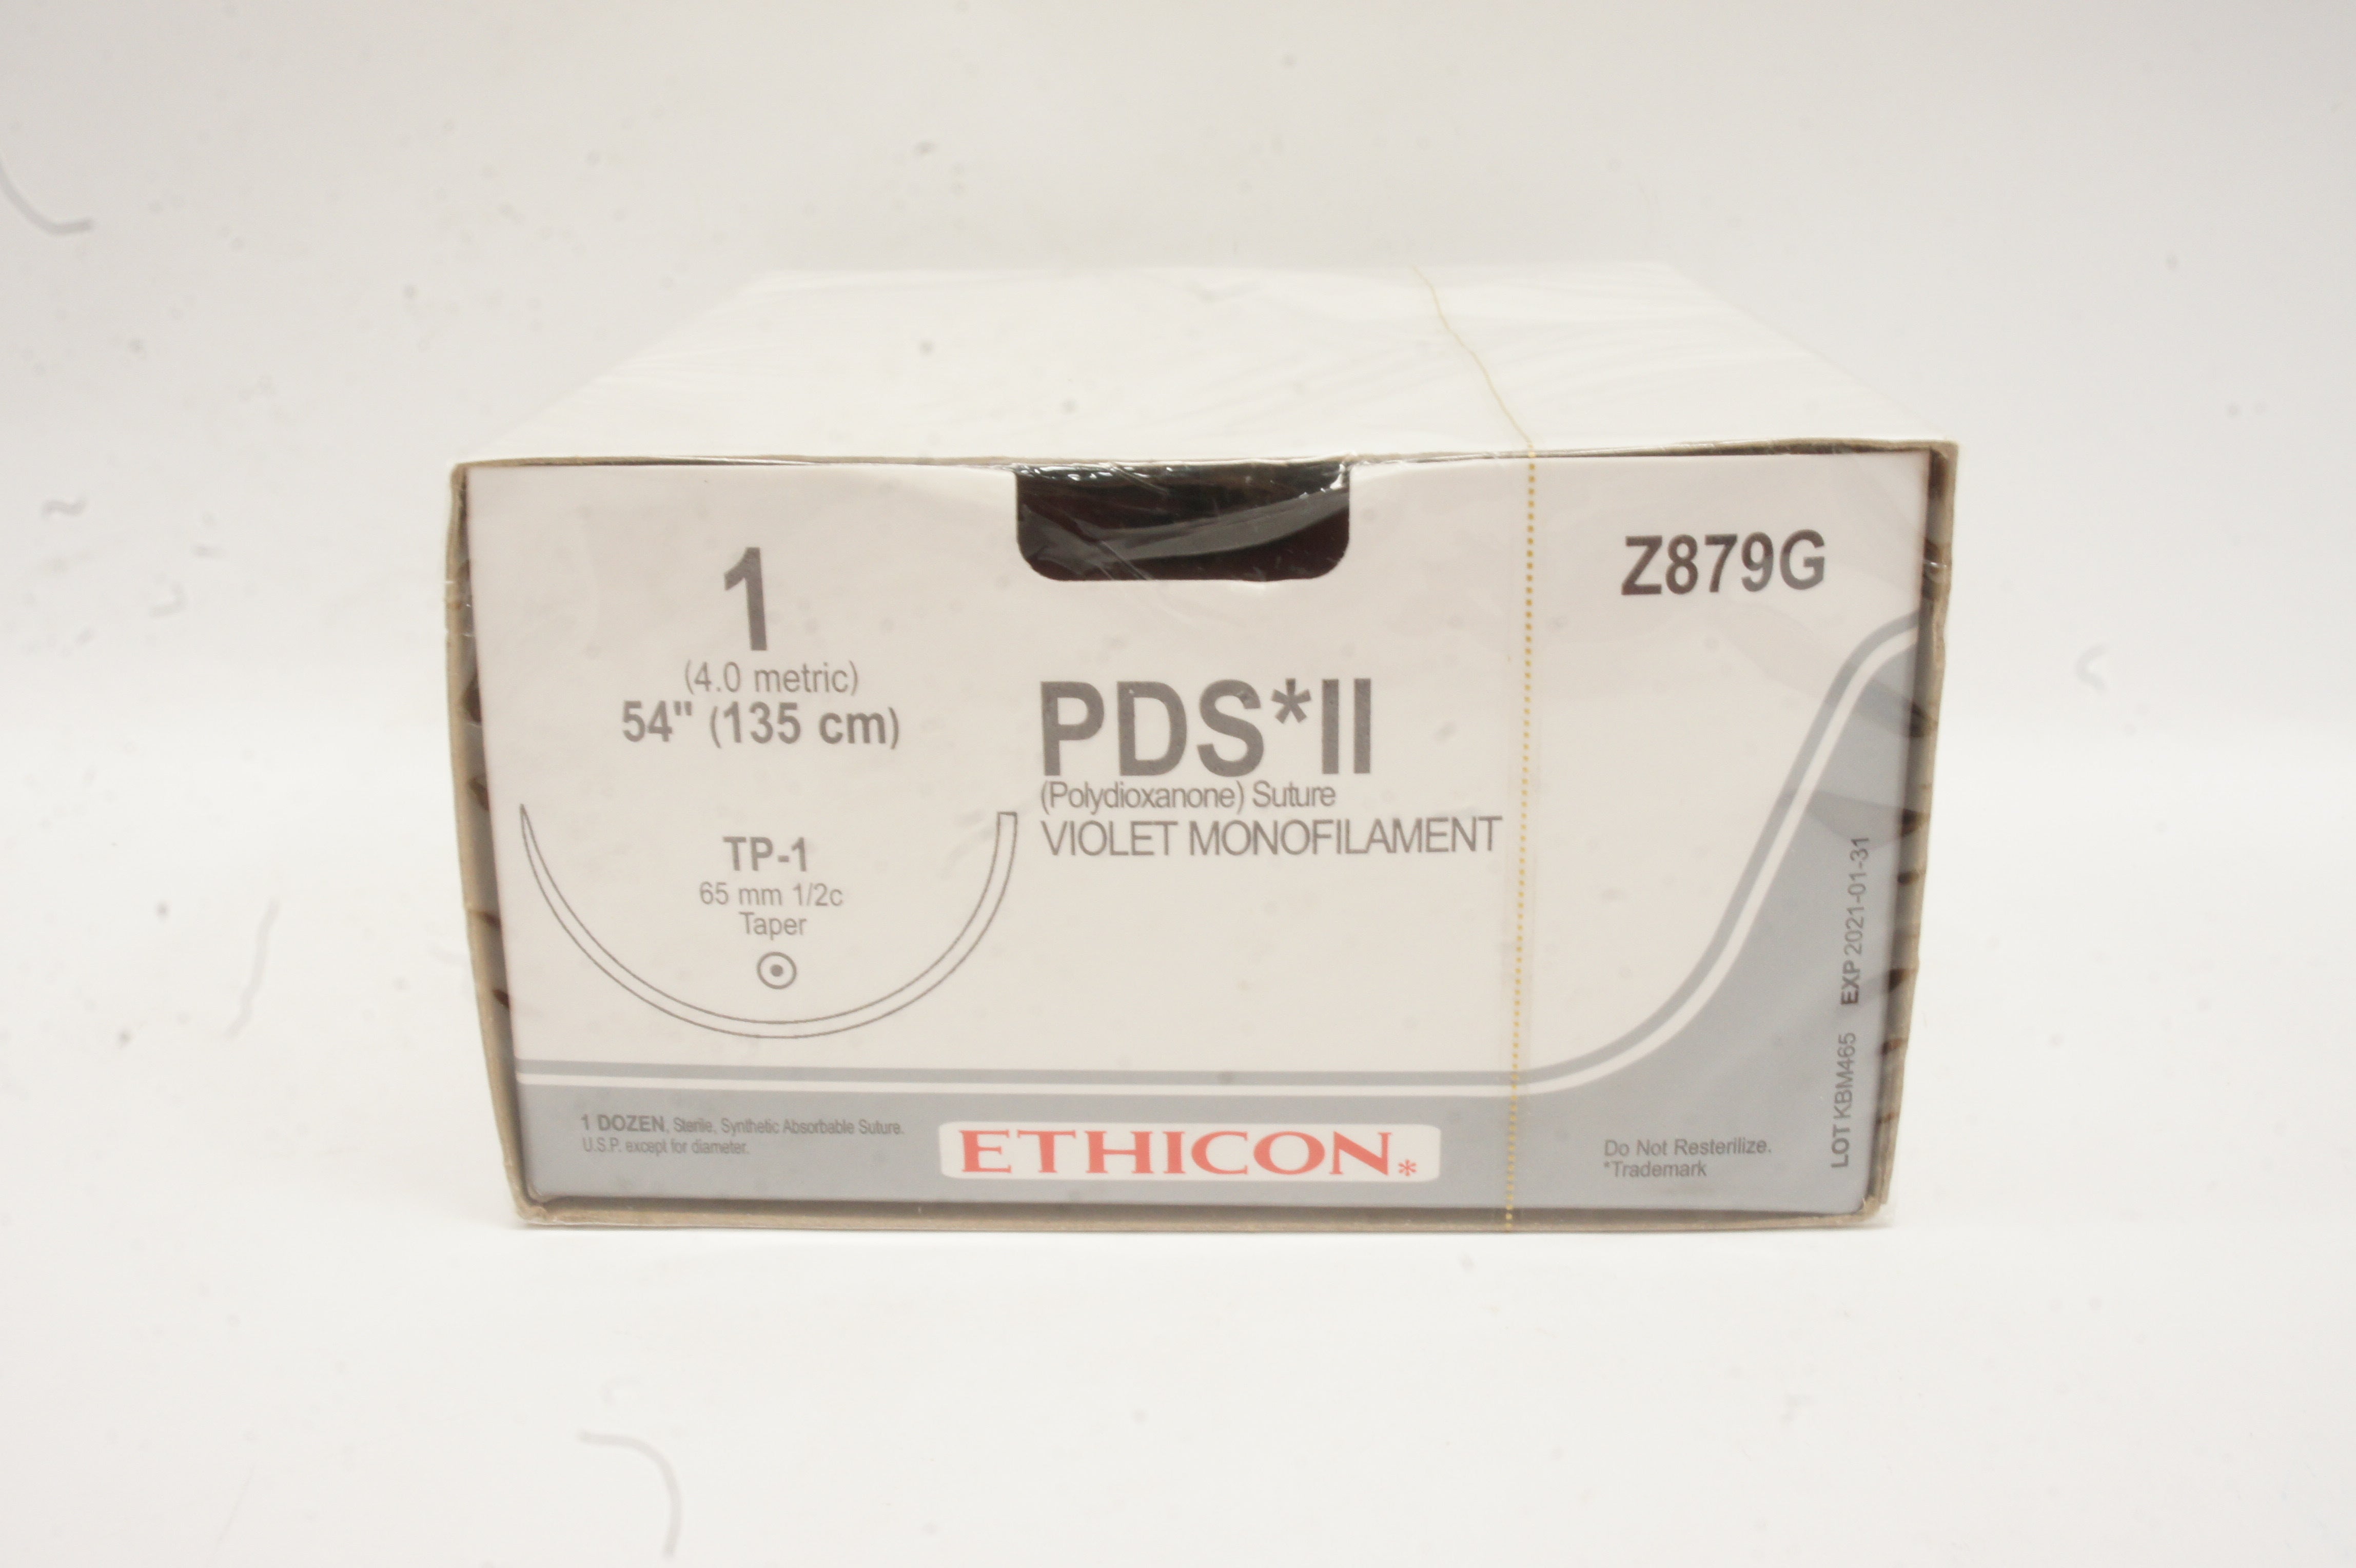 1
(4.0 metric)
54" (135 cm)
TP-1
65 mm 1/2c
Taper
PDS*II
(Polydioxanone) Suture
VIOLET MONOFILAMENT
Z879G
1 DOZEN, Sterile, Synthetic Absorbable Suture.
U.S.P. except for diameter.
ETHICON*
Do Not Resterilize.
*Trademark
LOT KBM465 EXP 2021-01-31